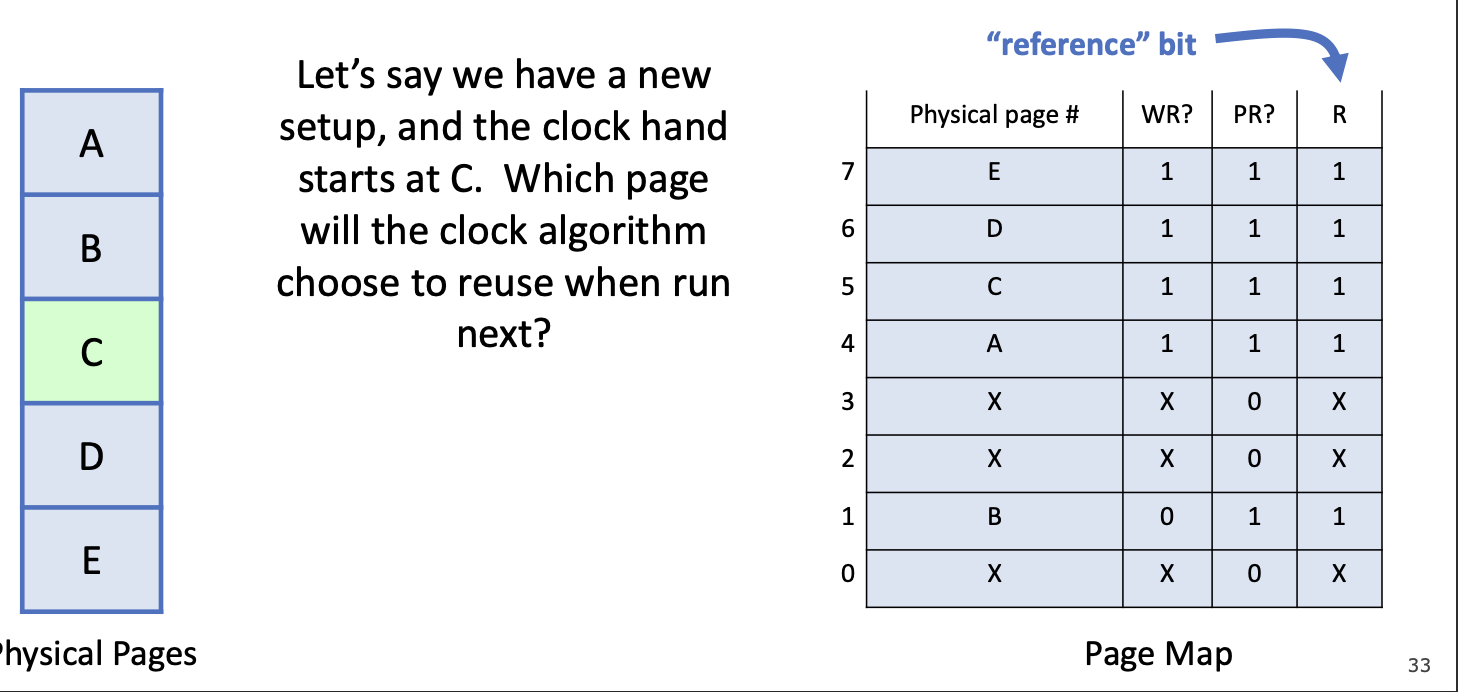 A
B
C
D
E
Physical Pages
Let's say we have a new
setup, and the clock hand
starts at C. Which page
will the clock algorithm
choose to reuse when run
next?
“reference” bit
Physical page # WR? PR? R
7 E 1 1 1
6 D 1 1 1
5 C 1 1 1
4 A 1 1 1
3 X X 0 X
2 X X 0 X
1 B 0 1 1
0 X X 0 X
Page Map
33